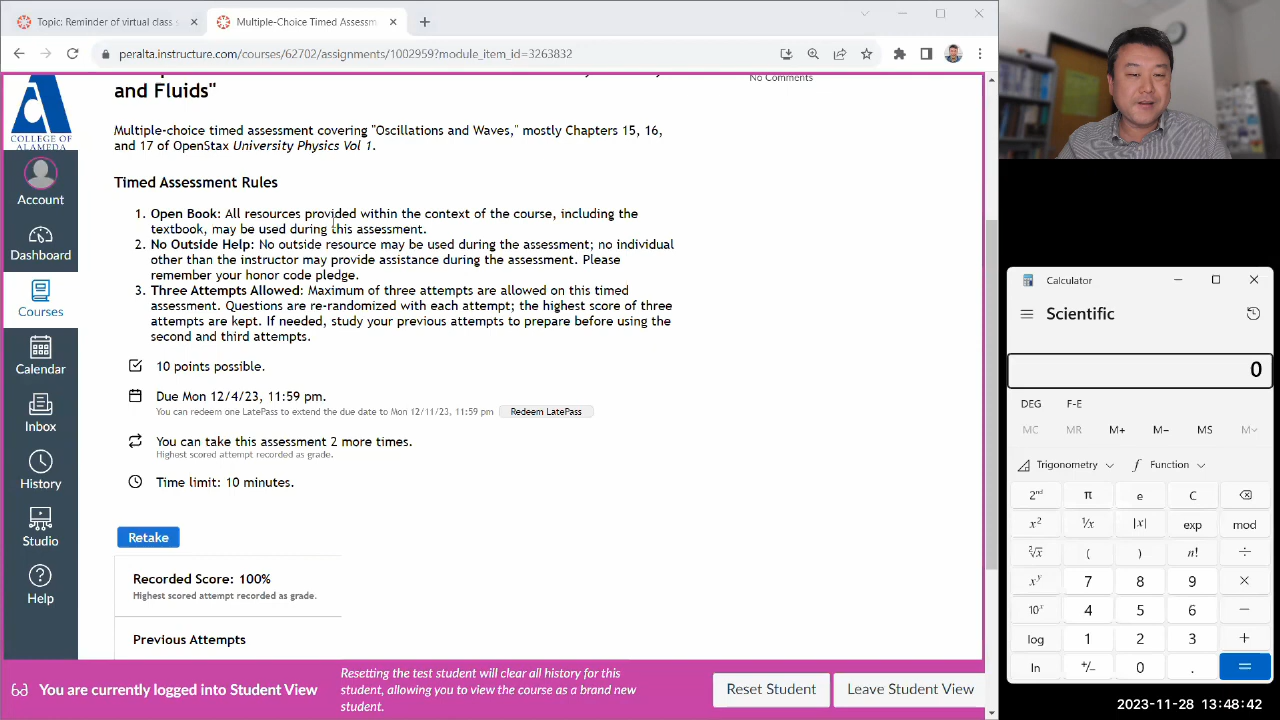 Topic: Reminder of virtual class
Multiple-Choice Timed Assessm
peralta.instructure.com/courses/62702/assignments/1002959?module_item_id=3263832
COLLEGE OF
ALAMEDA
Account
Dashboard
Courses
Calendar
Inbox
History
Studio
Help
No Comments
and Fluids"
Multiple-choice timed assessment covering "Oscillations and Waves," mostly Chapters 15, 16,
and 17 of OpenStax University Physics Vol 1.
Timed Assessment Rules
1. Open Book: All resources provided within the context of the course, including the
textbook, may be used during this assessment.
2. No Outside Help: No outside resource may be used during the assessment; no individual
other than the instructor may provide assistance during the assessment. Please
remember your honor code pledge.
3. Three Attempts Allowed: Maximum of three attempts are allowed on this timed
assessment. Questions are re-randomized with each attempt; the highest score of three
attempts are kept. If needed, study your previous attempts to prepare before using the
second and third attempts.
10 points possible.
Due Mon 12/4/23, 11:59 pm.
You can redeem one LatePass to extend the due date to Mon 12/11/23, 11:59 pm Redeem LatePass
You can take this assessment 2 more times.
Highest scored attempt recorded as grade.
Time limit: 10 minutes.
Retake
Recorded Score: 100%
Highest scored attempt recorded as grade.
Previous Attempts
You are currently logged into Student View
Resetting the test student will clear all history for this
student, allowing you to view the course as a brand new
student.
Reset Student
Leave Student View
Calculator
Scientific
0
DEG F-E
MC MR M+ M− MS M˅
Trigonometry f Function
2ⁿᵈ π e C
x² ¹/x |x| exp mod
²√x ( ) n! ÷
xʸ 7 8 9 ×
10ˣ 4 5 6 −
log 1 2 3 +
ln +/− 0 . =
2023-11-28 13:48:42